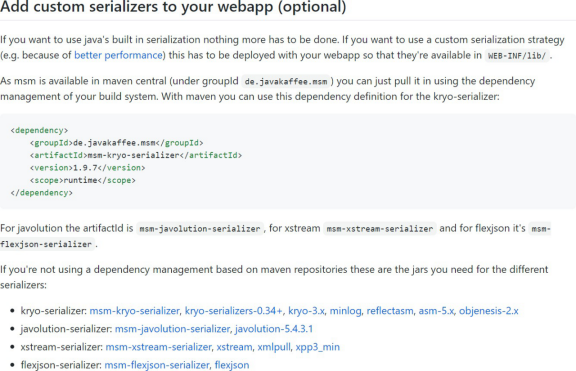 Add custom serializers to your webapp (optional)
If you want to use java's built in serialization nothing more has to be done. If you want to use a custom serialization strategy
(e.g. because of better performance) this has to be deployed with your webapp so that they're available in WEB-INF/lib/ .
As msm is available in maven central (under groupId de.javakaffee.msm ) you can just pull it in using the dependency
management of your build system. With maven you can use this dependency definition for the kryo-serializer:
<dependency>
    <groupId>de.javakaffee.msm</groupId>
    <artifactId>msm-kryo-serializer</artifactId>
    <version>1.9.7</version>
    <scope>runtime</scope>
</dependency>
For javolution the artifactId is msm-javolution-serializer , for xstream msm-xstream-serializer and for flexjson it's msm-
flexjson-serializer .
If you're not using a dependency management based on maven repositories these are the jars you need for the different
serializers:
• kryo-serializer: msm-kryo-serializer, kryo-serializers-0.34+, kryo-3.x, minlog, reflectasm, asm-5.x, objenesis-2.x
• javolution-serializer: msm-javolution-serializer, javolution-5.4.3.1
• xstream-serializer: msm-xstream-serializer, xstream, xmlpull, xpp3_min
• flexjson-serializer: msm-flexjson-serializer, flexjson